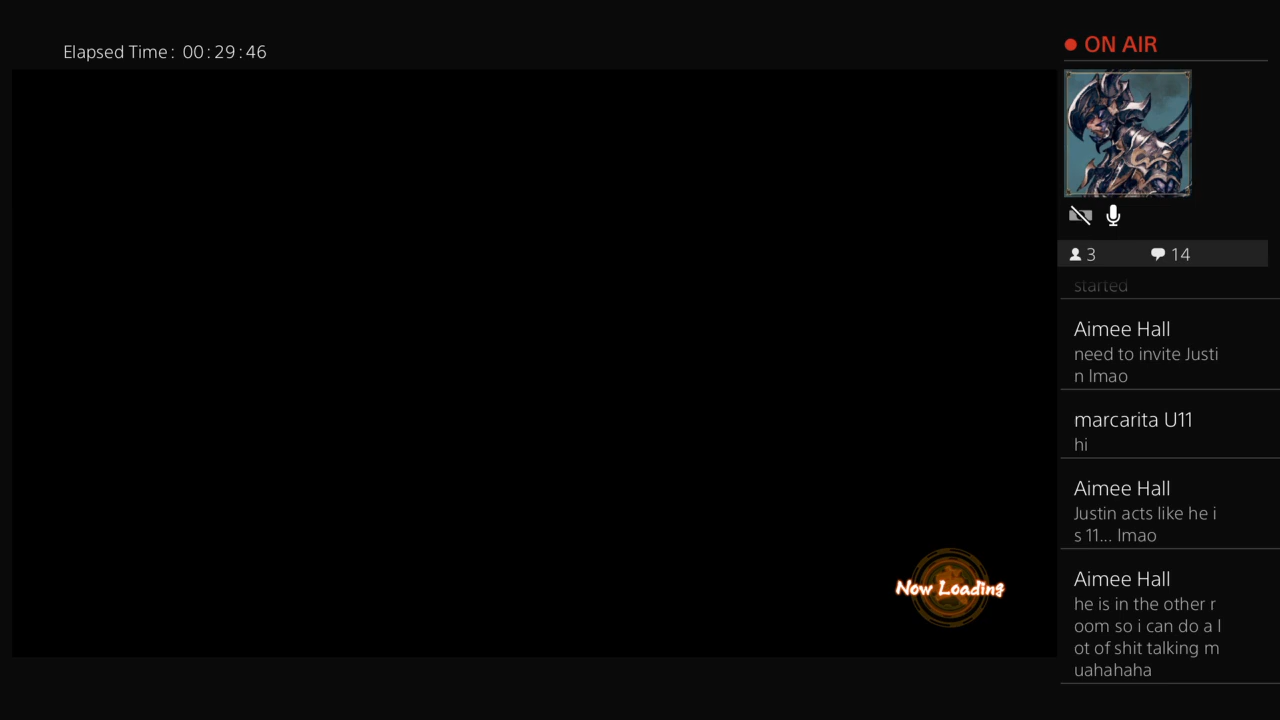 Elapsed Time: 00:29:46
ON AIR
3 14
started
Aimee Hall
need to invite Justi
n lmao
marcarita U11
hi
Aimee Hall
Justin acts like he i
s 11... lmao
Aimee Hall
he is in the other r
oom so i can do a l
ot of shit talking m
uahahaha
Now Loading